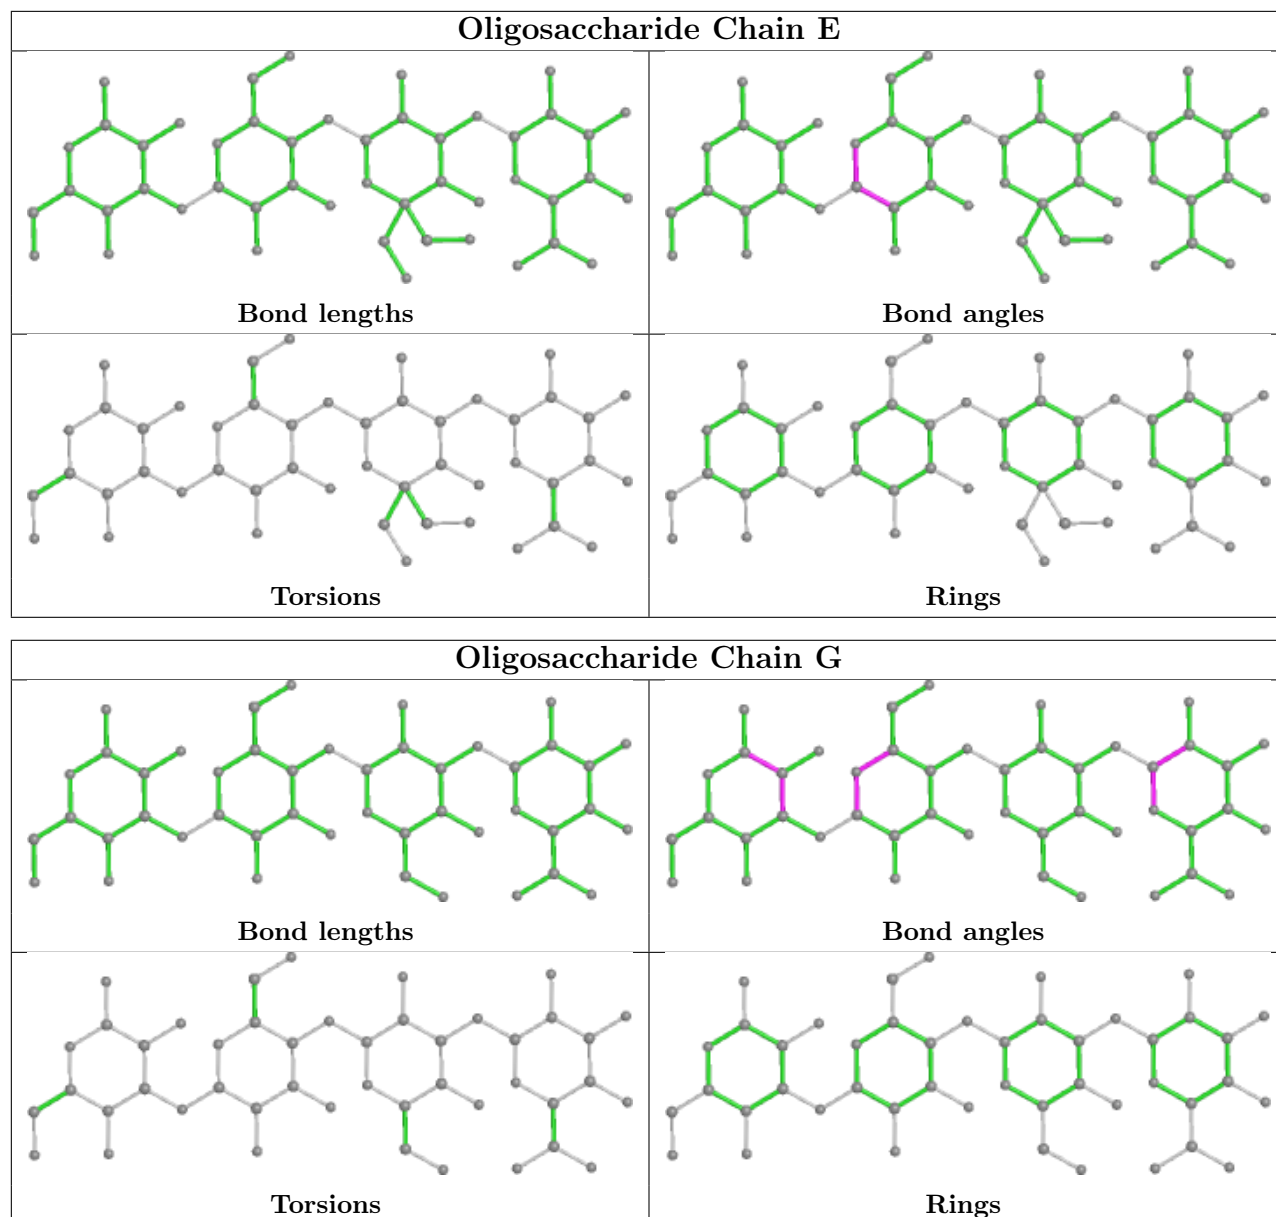 Oligosaccharide Chain E
Bond lengths
Bond angles
Torsions
Rings
Oligosaccharide Chain G
Bond lengths
Bond angles
Torsions
Rings